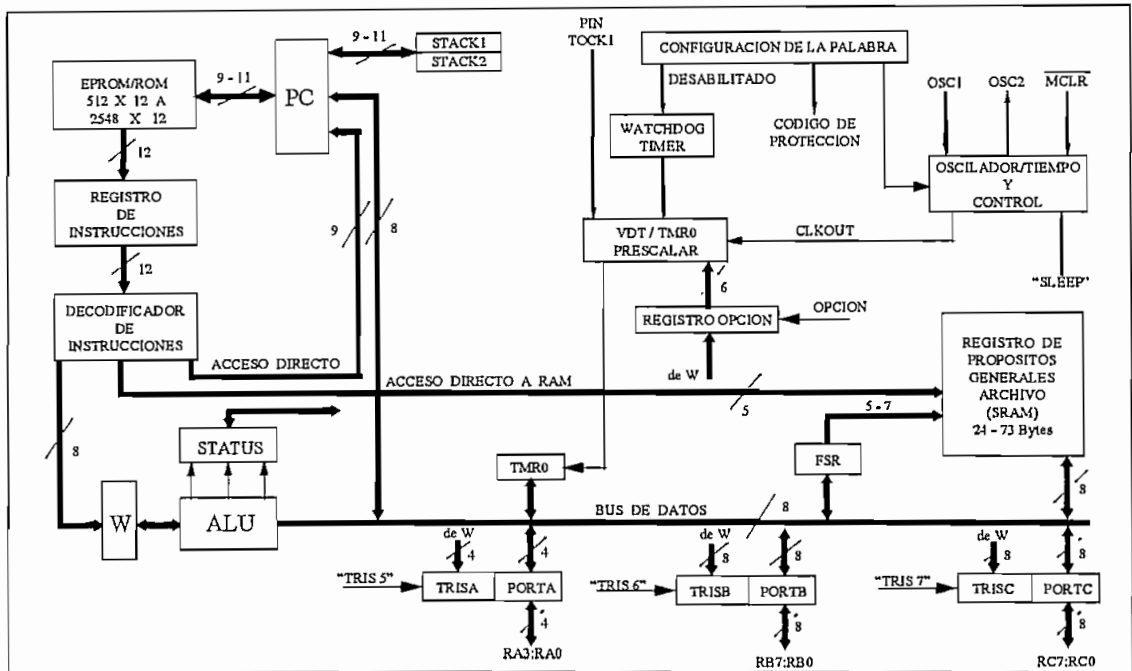 PIN
TOCK1
CONFIGURACION DE LA PALABRA
9 - 11
STACK1
STACK2
DESABILITADO
EPROM/ROM
512 X 12 A
2548 X 12
9-11
PC
WATCHDOG
TIMER
CODIGO DE
PROTECCION
OSC1
OSC2
MCLR
OSCILADOR/TIEMPO
Y
CONTROL
12
REGISTRO
DE
INSTRUCCIONES
9
8
VDT / TMR0
PRESCALAR
CLKOUT
"SLEEP"
12
6
DECODIFICADOR
DE
INSTRUCCIONES
REGISTRO OPCION
OPCION
de W
ACCESO DIRECTO
ACCESO DIRECTO A RAM
5
REGISTRO DE
PROPOSITOS
GENERALES
ARCHIVO
(SRAM)
24 - 73 Bytes
5 - 7
8
STATUS
TMR0
FSR
8
W
ALU
BUS DE DATOS
8
de W
4
4
de W
8
8
de W
8
8
"TRIS 5"
TRISA
PORTA
"TRIS 6"
TRISB
PORTB
"TRIS 7"
TRISC
PORTC
4
8
8
RA3:RA0
RB7:RB0
RC7:RC0